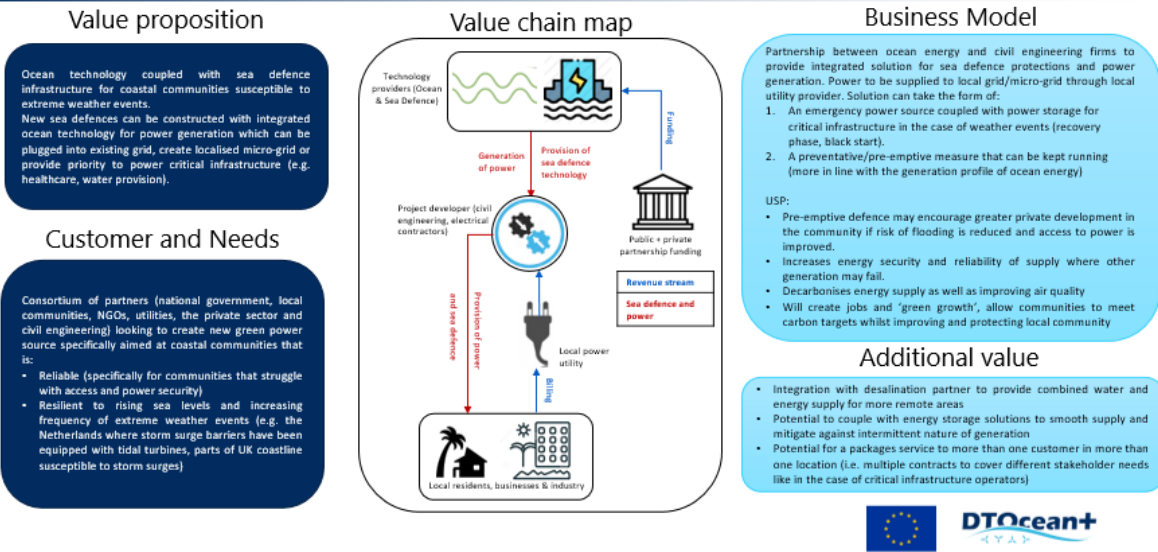 Value proposition
Ocean technology coupled with sea defence
infrastructure for coastal communities susceptible to
extreme weather events.
New sea defences can be constructed with integrated
ocean technology for power generation which can be
plugged into existing grid, create localised micro-grid or
provide priority to power critical infrastructure (e.g.
healthcare, water provision).
Customer and Needs
Consortium of partners (national government, local
communities, NGOs, utilities, the private sector and
civil engineering) looking to create new green power
source specifically aimed at coastal communities that
is:
• Reliable (specifically for communities that struggle
with access and power security)
• Resilient to rising sea levels and increasing
frequency of extreme weather events (e.g. the
Netherlands where storm surge barriers have been
equipped with tidal turbines, parts of UK coastline
susceptible to storm surges)
Value chain map
Technology
providers (Ocean
& Sea Defence)
Funding
Generation
of power
Provision of
sea defence
technology
Project developer (civil
engineering, electrical
contractors)
Public + private
partnership funding
Revenue stream
Sea defence and
power
Provision of power
and sea defence
Local power
utility
Billing
Local residents, businesses & industry
Business Model
Partnership between ocean energy and civil engineering firms to
provide integrated solution for sea defence protections and power
generation. Power to be supplied to local grid/micro-grid through local
utility provider. Solution can take the form of:
1. An emergency power source coupled with power storage for
critical infrastructure in the case of weather events (recovery
phase, black start).
2. A preventative/pre-emptive measure that can be kept running
(more in line with the generation profile of ocean energy)
USP:
• Pre-emptive defence may encourage greater private development in
the community if risk of flooding is reduced and access to power is
improved.
• Increases energy security and reliability of supply where other
generation may fail.
• Decarbonises energy supply as well as improving air quality
• Will create jobs and ‘green growth’, allow communities to meet
carbon targets whilst improving and protecting local community
Additional value
• Integration with desalination partner to provide combined water and
energy supply for more remote areas
• Potential to couple with energy storage solutions to smooth supply and
mitigate against intermittent nature of generation
• Potential for a packages service to more than one customer in more than
one location (i.e. multiple contracts to cover different stakeholder needs
like in the case of critical infrastructure operators)
DTOcean+